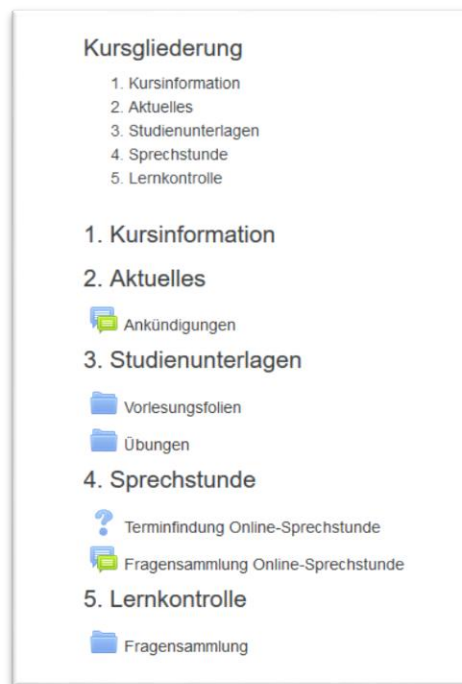 Kursgliederung
1. Kursinformation
2. Aktuelles
3. Studienunterlagen
4. Sprechstunde
5. Lernkontrolle
1. Kursinformation
2. Aktuelles
Ankündigungen
3. Studienunterlagen
Vorlesungsfolien
Übungen
4. Sprechstunde
Terminfindung Online-Sprechstunde
Fragensammlung Online-Sprechstunde
5. Lernkontrolle
Fragensammlung